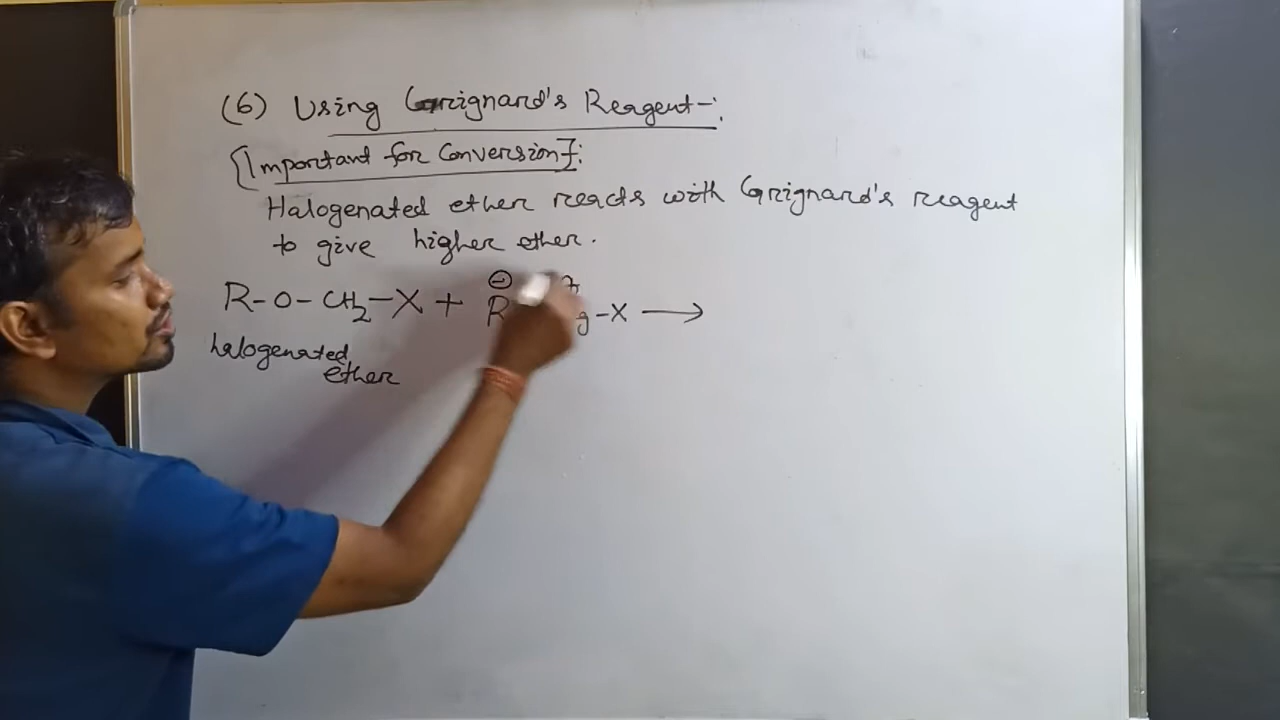 (6) Using Grignard's Reagent-:
{Important for Conversion}:
Halogenated ether reacts with Grignard's reagent
to give higher ether.
R-O-CH₂-X + R g-X ⟶
halogenated
ether